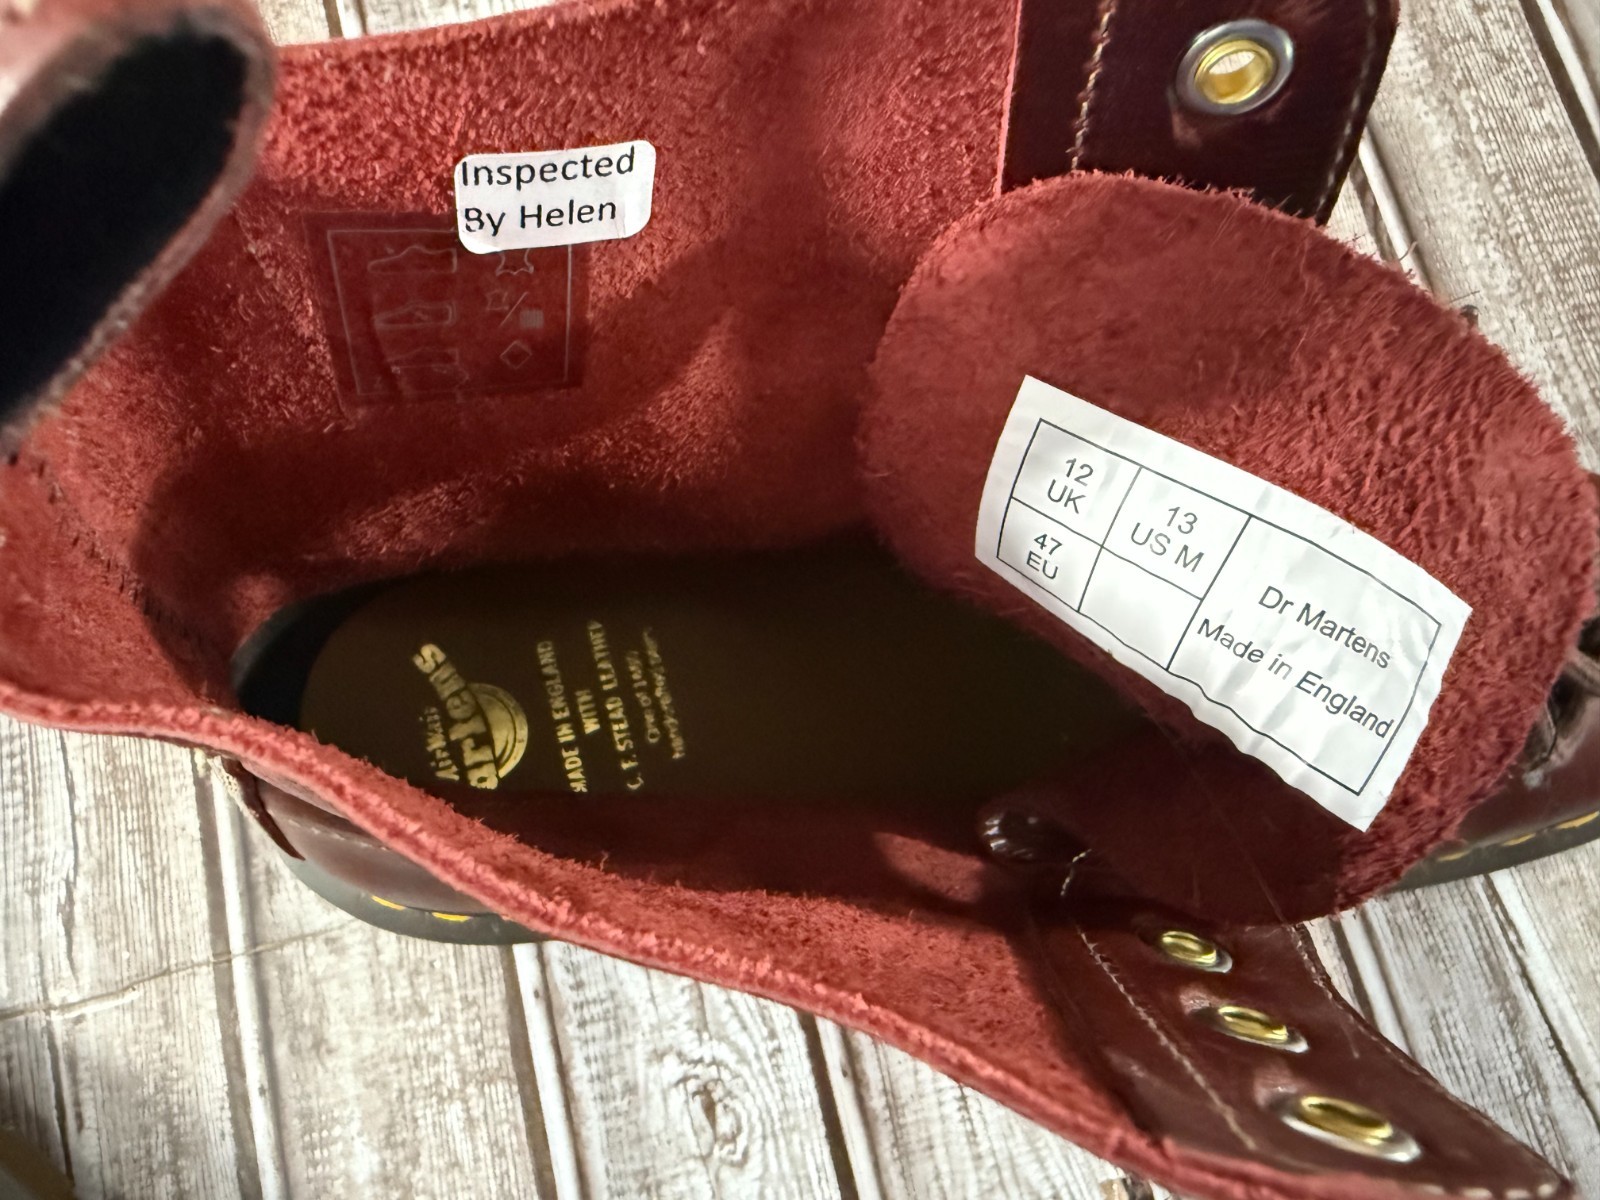 Inspected
By Helen
12
UK
13
US M
47
EU
Dr Martens
Made in England
AirWair
Martens
MADE IN ENGLAND
WITH
C. F. STEAD LEATHER